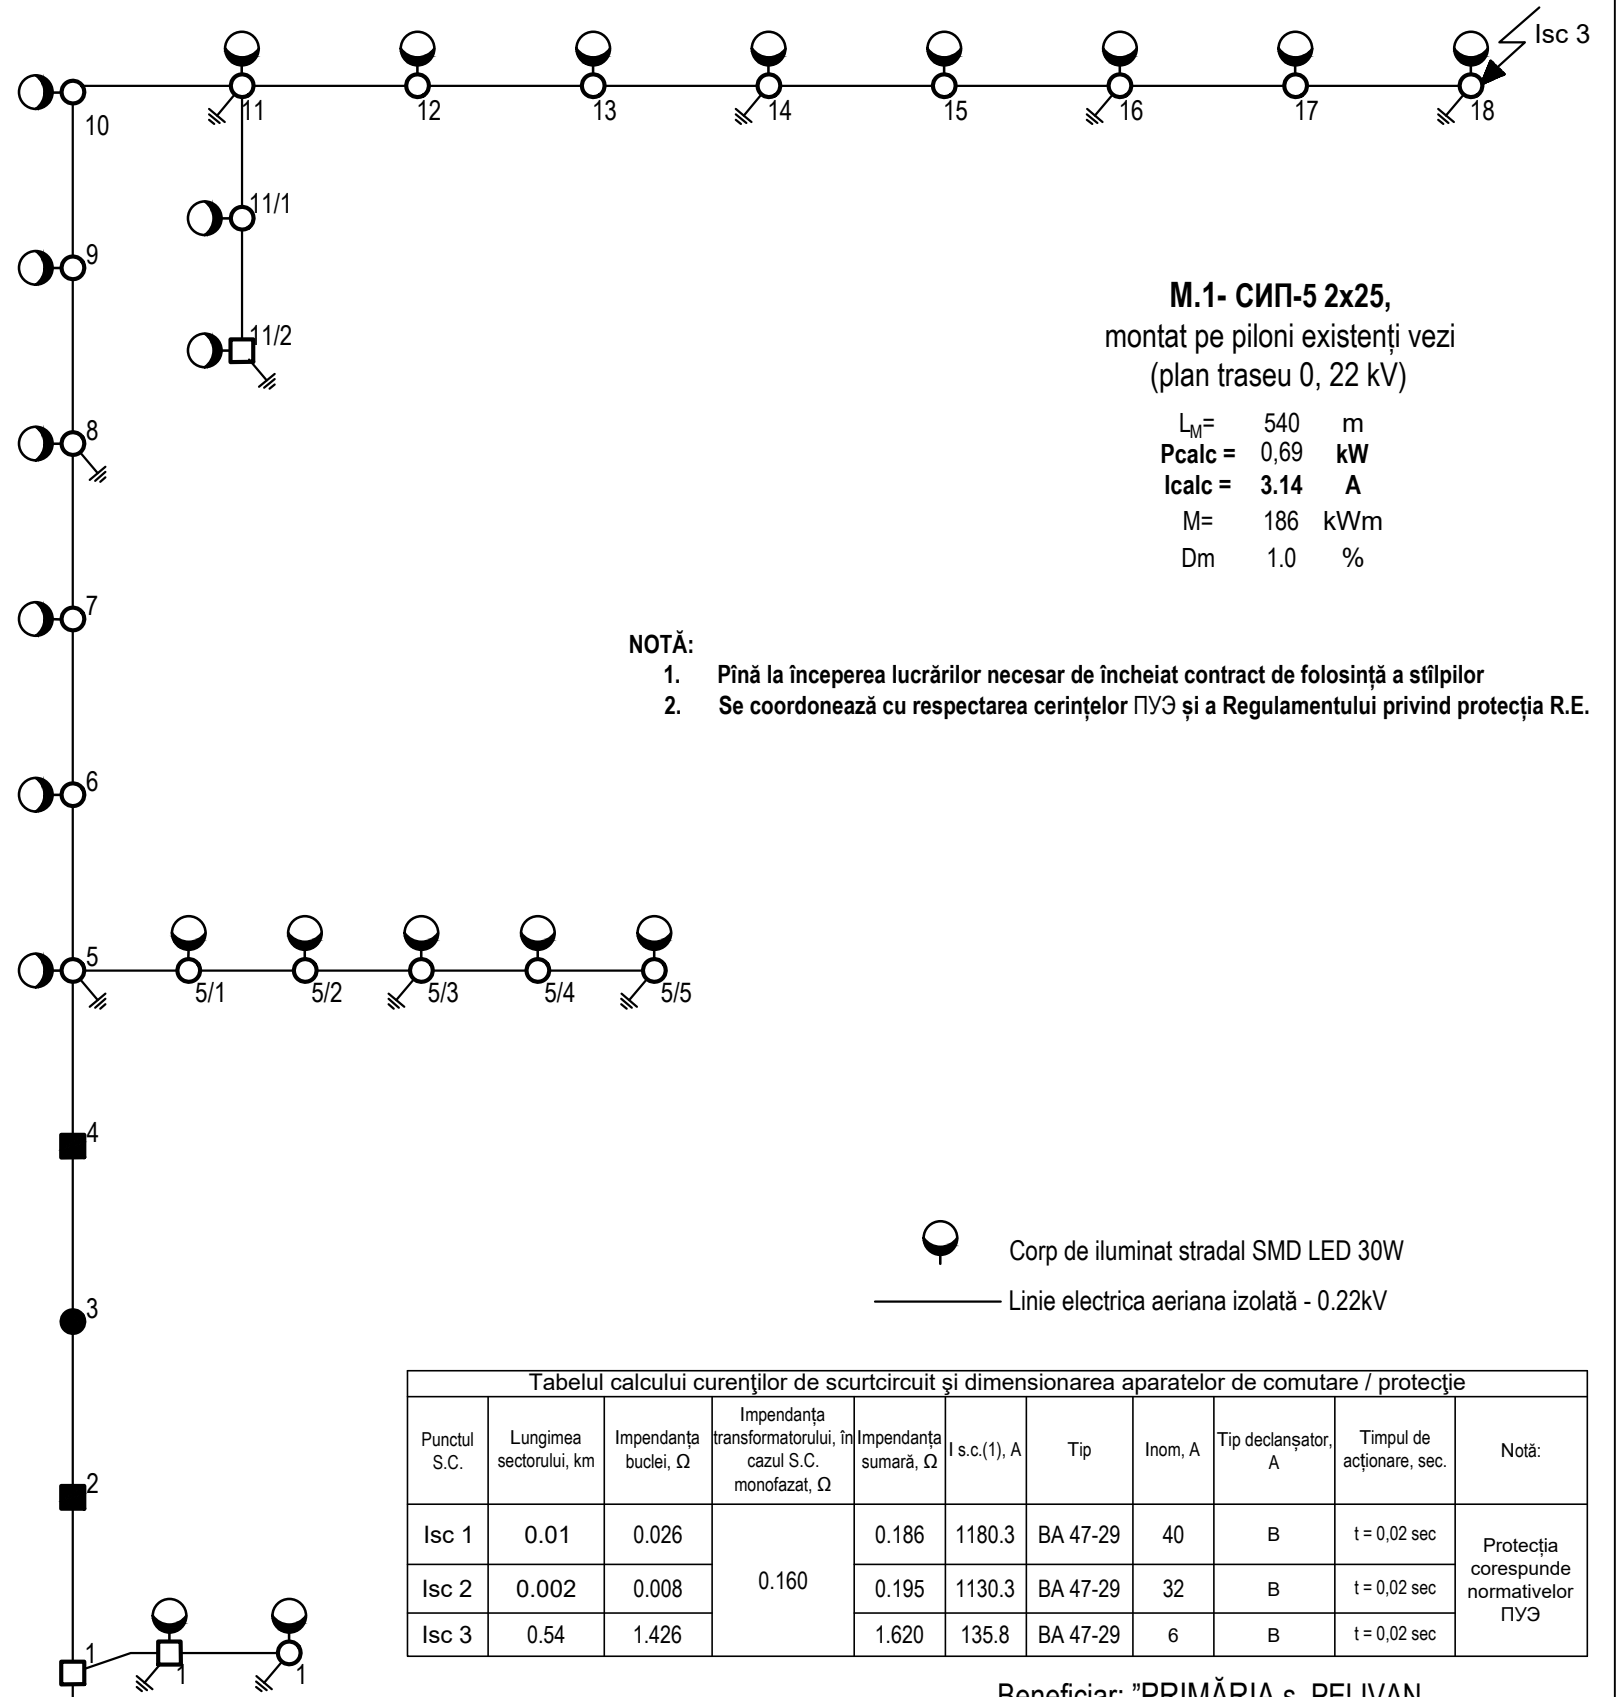 Isc 3
10
11
12
13
14
15
16
17
18
11/1
9
11/2
M.1- СИП-5 2x25,
montat pe piloni existenți vezi
(plan traseu 0, 22 kV)
LM= 540 m
Pcalc = 0,69 kW
Icalc = 3.14 A
M= 186 kWm
Dm 1.0 %
8
7
NOTĂ:
1. Pînă la începerea lucrărilor necesar de încheiat contract de folosință a stîlpilor
2. Se coordonează cu respectarea cerințelor ПУЭ și a Regulamentului privind protecția R.E.
6
5
5/1
5/2
5/3
5/4
5/5
4
Corp de iluminat stradal SMD LED 30W
Linie electrica aeriana izolată - 0.22kV
3
2
Tabelul calcului curenţilor de scurtcircuit şi dimensionarea aparatelor de comutare / protecţie
Punctul S.C.
Lungimea sectorului, km
Impendanța buclei, Ω
Impendanța transformatorului, în cazul S.C. monofazat, Ω
Impendanța sumară, Ω
I s.c.(1), A
Tip
Inom, A
Tip declanșator, A
Timpul de acționare, sec.
Notă:
Isc 1 0.01 0.026 0.160 0.186 1180.3 BA 47-29 40 B t = 0,02 sec
Isc 2 0.002 0.008 0.195 1130.3 BA 47-29 32 B t = 0,02 sec
Isc 3 0.54 1.426 1.620 135.8 BA 47-29 6 B t = 0,02 sec
Protecția corespunde normativelor ПУЭ
1
1
1
Beneficiar: ”PRIMĂRIA s. PELIVAN